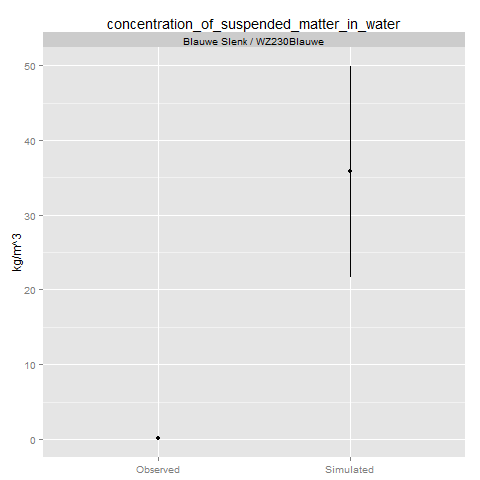 concentration_of_suspended_matter_in_water
Blauwe Slenk / WZ230Blauwe
kg/m^3
50
40
30
20
10
0
Observed
Simulated